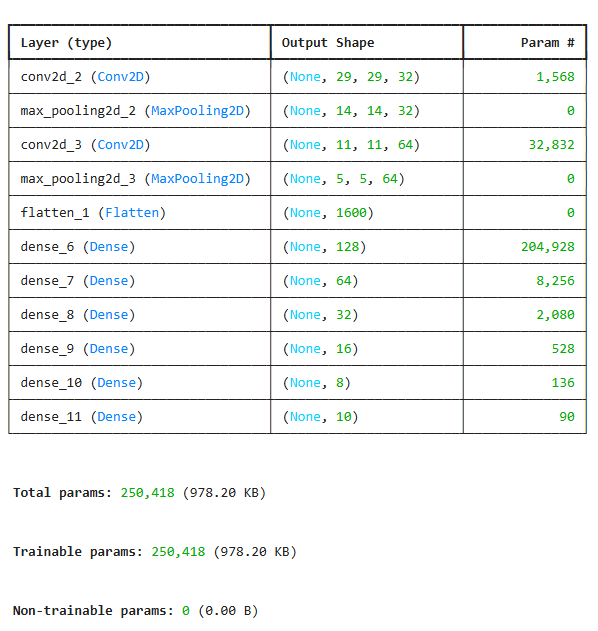 Layer (type) Output Shape Param #
conv2d_2 (Conv2D) (None, 29, 29, 32) 1,568
max_pooling2d_2 (MaxPooling2D) (None, 14, 14, 32) 0
conv2d_3 (Conv2D) (None, 11, 11, 64) 32,832
max_pooling2d_3 (MaxPooling2D) (None, 5, 5, 64) 0
flatten_1 (Flatten) (None, 1600) 0
dense_6 (Dense) (None, 128) 204,928
dense_7 (Dense) (None, 64) 8,256
dense_8 (Dense) (None, 32) 2,080
dense_9 (Dense) (None, 16) 528
dense_10 (Dense) (None, 8) 136
dense_11 (Dense) (None, 10) 90
Total params: 250,418 (978.20 KB)
Trainable params: 250,418 (978.20 KB)
Non-trainable params: 0 (0.00 B)